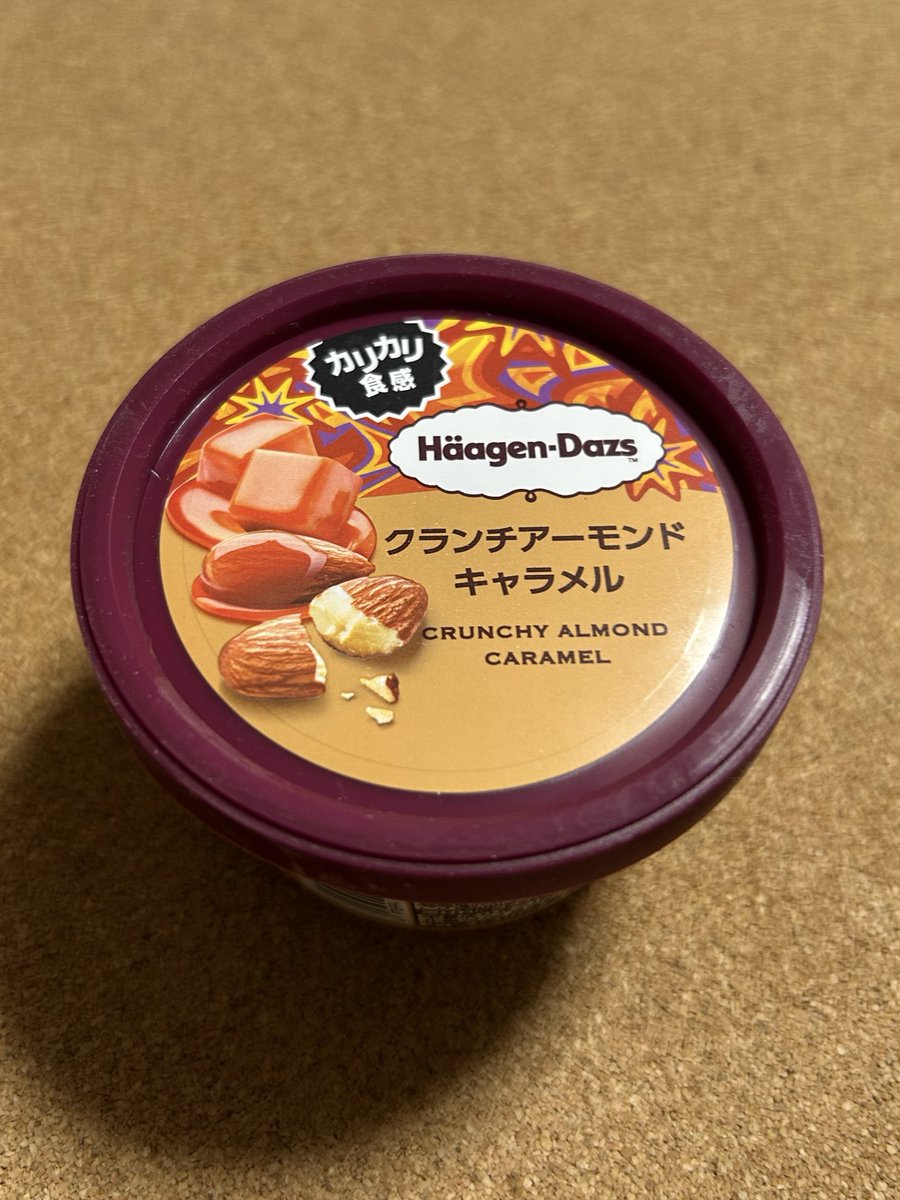 カリカリ
食感
Häagen-Dazs™
クランチアーモンド
キャラメル
CRUNCHY ALMOND
CARAMEL